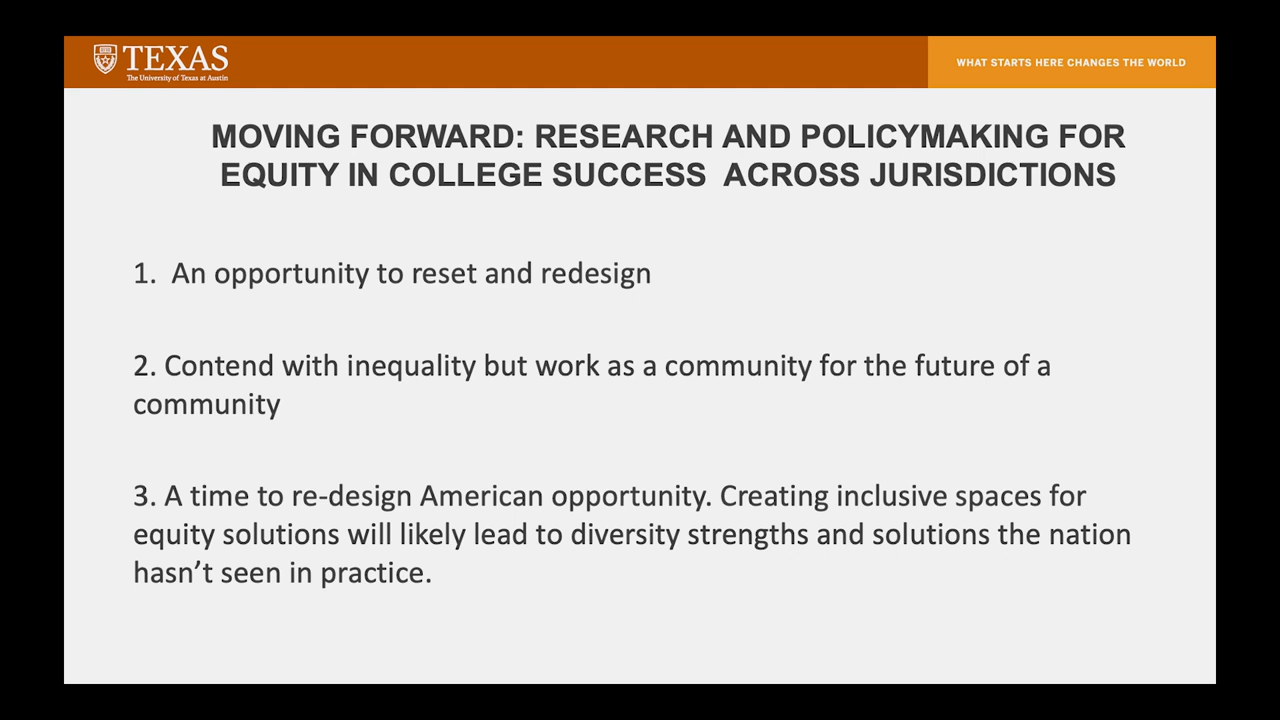 TEXAS
The University of Texas at Austin
WHAT STARTS HERE CHANGES THE WORLD
MOVING FORWARD: RESEARCH AND POLICYMAKING FOR
EQUITY IN COLLEGE SUCCESS  ACROSS JURISDICTIONS
1.  An opportunity to reset and redesign
2. Contend with inequality but work as a community for the future of a
community
3. A time to re-design American opportunity. Creating inclusive spaces for
equity solutions will likely lead to diversity strengths and solutions the nation
hasn’t seen in practice.